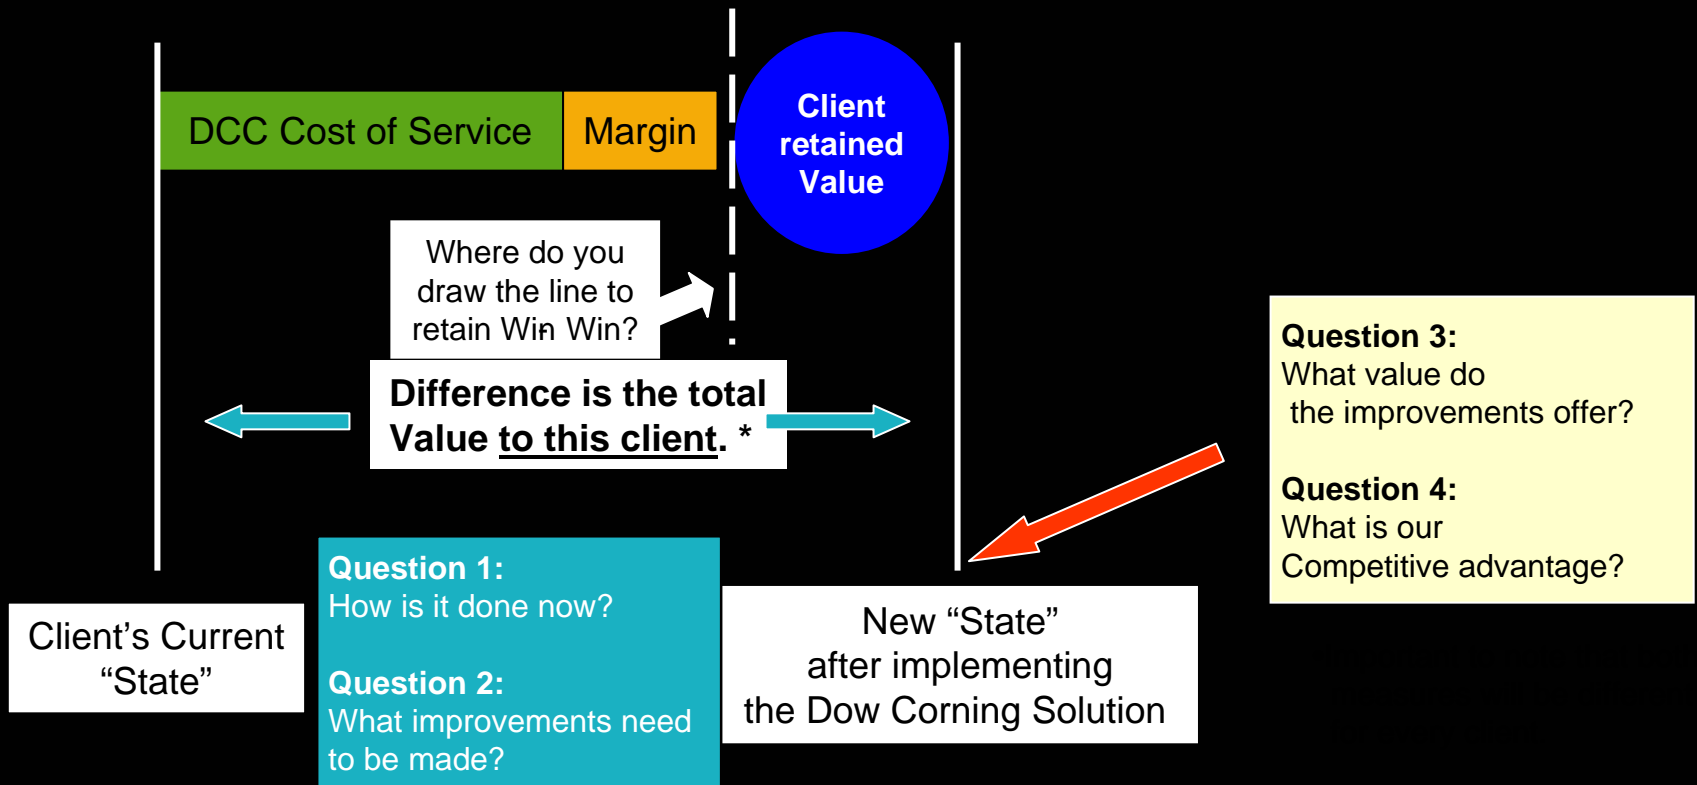 DCC Cost of Service
Margin
Client
retained
Value
Where do you
draw the line to
retain Win-Win?
Difference is the total
Value to this client. *
Question 3:
What value do
the improvements offer?
Question 4:
What is our
Competitive advantage?
Client's Current
“State”
Question 1:
How is it done now?
Question 2:
What improvements need
to be made?
New “State”
after implementing
the Dow Corning Solution